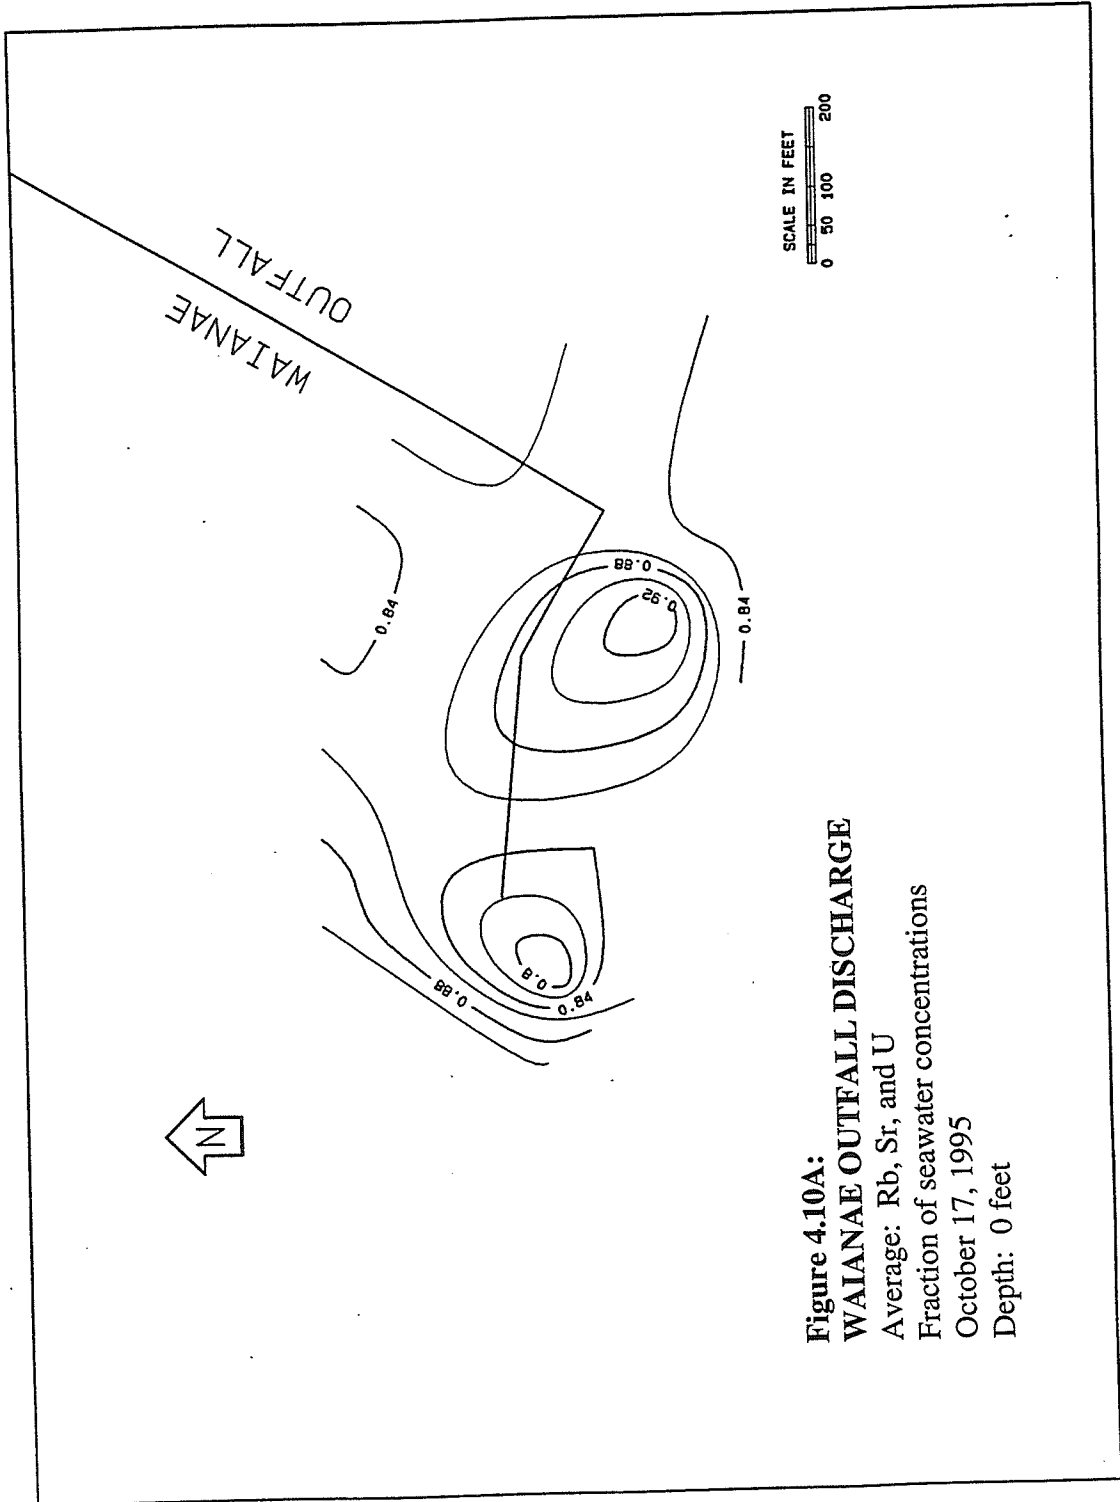 N
WAIANAE
OUTFALL
0.84
0.88
0.8
0.84
0.88
0.92
0.84
SCALE IN FEET
0 50 100 200
Figure 4.10A:
WAIANAE OUTFALL DISCHARGE
Average: Rb, Sr, and U
Fraction of seawater concentrations
October 17, 1995
Depth: 0 feet